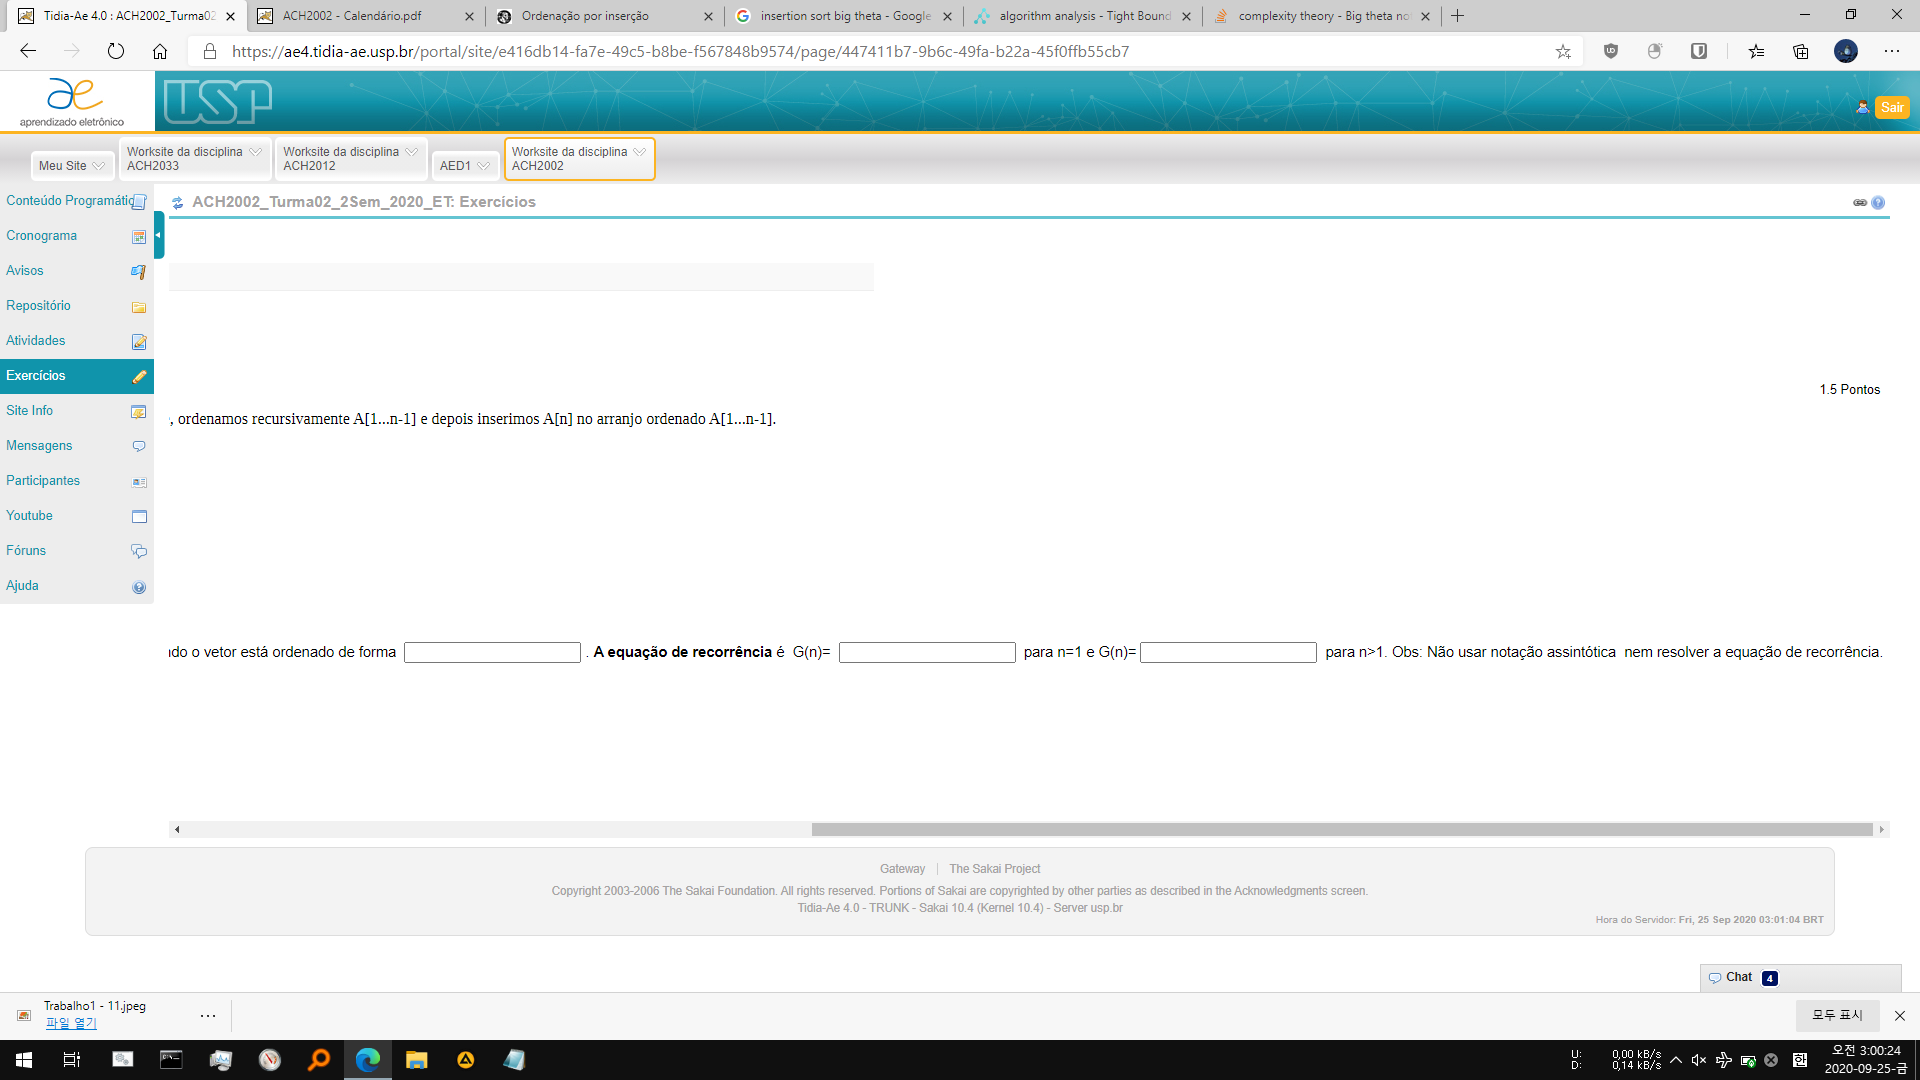 Tidia-Ae 4.0 : ACH2002_Turma02
ACH2002 - Calendário.pdf
Ordenação por inserção
insertion sort big theta - Google
algorithm analysis - Tight Bound
complexity theory - Big theta no
https://ae4.tidia-ae.usp.br/portal/site/e416db14-fa7e-49c5-b8be-f567848b9574/page/447411b7-9b6c-49fa-b22a-45f0ffb55cb7
ae
aprendizado eletrônico
USP
Sair
Meu Site
Worksite da disciplina ACH2033
Worksite da disciplina ACH2012
AED1
Worksite da disciplina ACH2002
Conteúdo Programátic
Cronograma
Avisos
Repositório
Atividades
Exercícios
Site Info
Mensagens
Participantes
Youtube
Fóruns
Ajuda
ACH2002_Turma02_2Sem_2020_ET: Exercícios
1.5 Pontos
, ordenamos recursivamente A[1...n-1] e depois inserimos A[n] no arranjo ordenado A[1...n-1].
ndo o vetor está ordenado de forma . A equação de recorrência é G(n)= para n=1 e G(n)= para n>1. Obs: Não usar notação assintótica nem resolver a equação de recorrência.
Gateway | The Sakai Project
Copyright 2003-2006 The Sakai Foundation. All rights reserved. Portions of Sakai are copyrighted by other parties as described in the Acknowledgments screen.
Tidia-Ae 4.0 - TRUNK - Sakai 10.4 (Kernel 10.4) - Server usp.br
Hora do Servidor: Fri, 25 Sep 2020 03:01:04 BRT
Chat 4
Trabalho1 - 11.jpeg
파일 열기
모두 표시
U: 0,00 kB/s
D: 0,14 kB/s
한
오전 3:00:24
2020-09-25-금